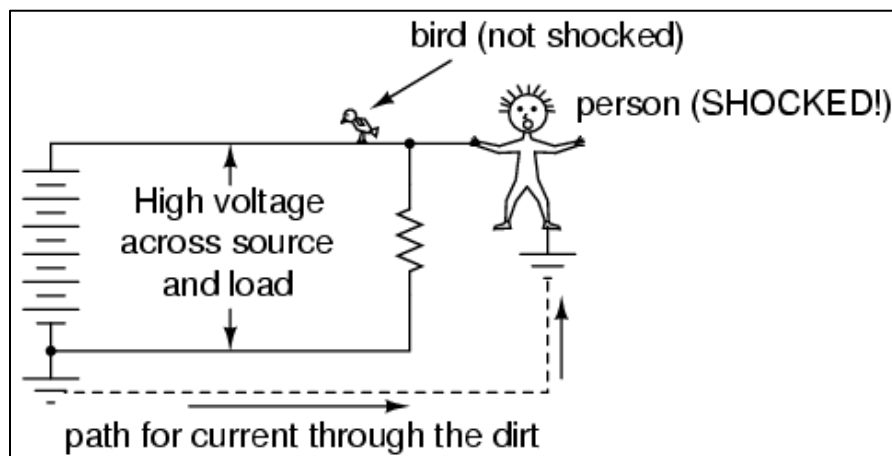 bird (not shocked)
person (SHOCKED!)
High voltage
across source
and load
path for current through the dirt